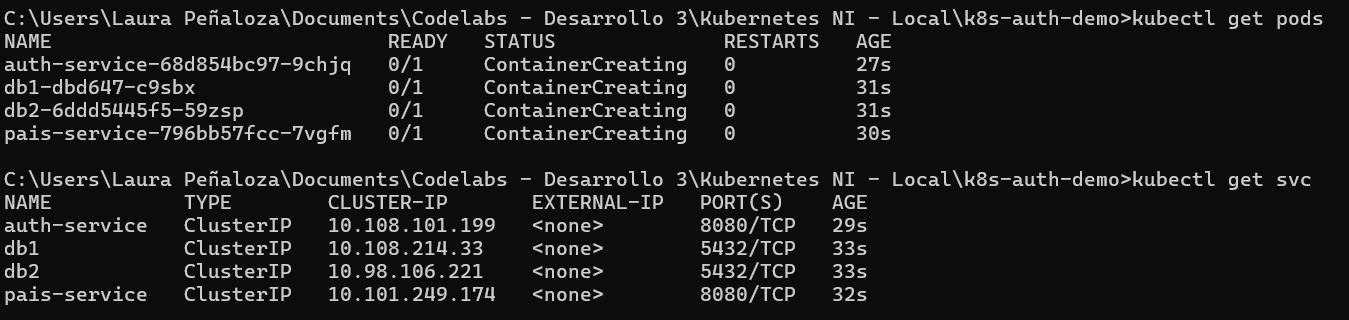 C:\Users\Laura Peñaloza\Documents\Codelabs - Desarrollo 3\Kubernetes NI - Local\k8s-auth-demo>kubectl get pods
NAME READY STATUS RESTARTS AGE
auth-service-68d854bc97-9chjq 0/1 ContainerCreating 0 27s
db1-dbd647-c9sbx 0/1 ContainerCreating 0 31s
db2-6ddd5445f5-59zsp 0/1 ContainerCreating 0 31s
pais-service-796bb57fcc-7vgfm 0/1 ContainerCreating 0 30s
C:\Users\Laura Peñaloza\Documents\Codelabs - Desarrollo 3\Kubernetes NI - Local\k8s-auth-demo>kubectl get svc
NAME TYPE CLUSTER-IP EXTERNAL-IP PORT(S) AGE
auth-service ClusterIP 10.108.101.199 <none> 8080/TCP 29s
db1 ClusterIP 10.108.214.33 <none> 5432/TCP 33s
db2 ClusterIP 10.98.106.221 <none> 5432/TCP 33s
pais-service ClusterIP 10.101.249.174 <none> 8080/TCP 32s